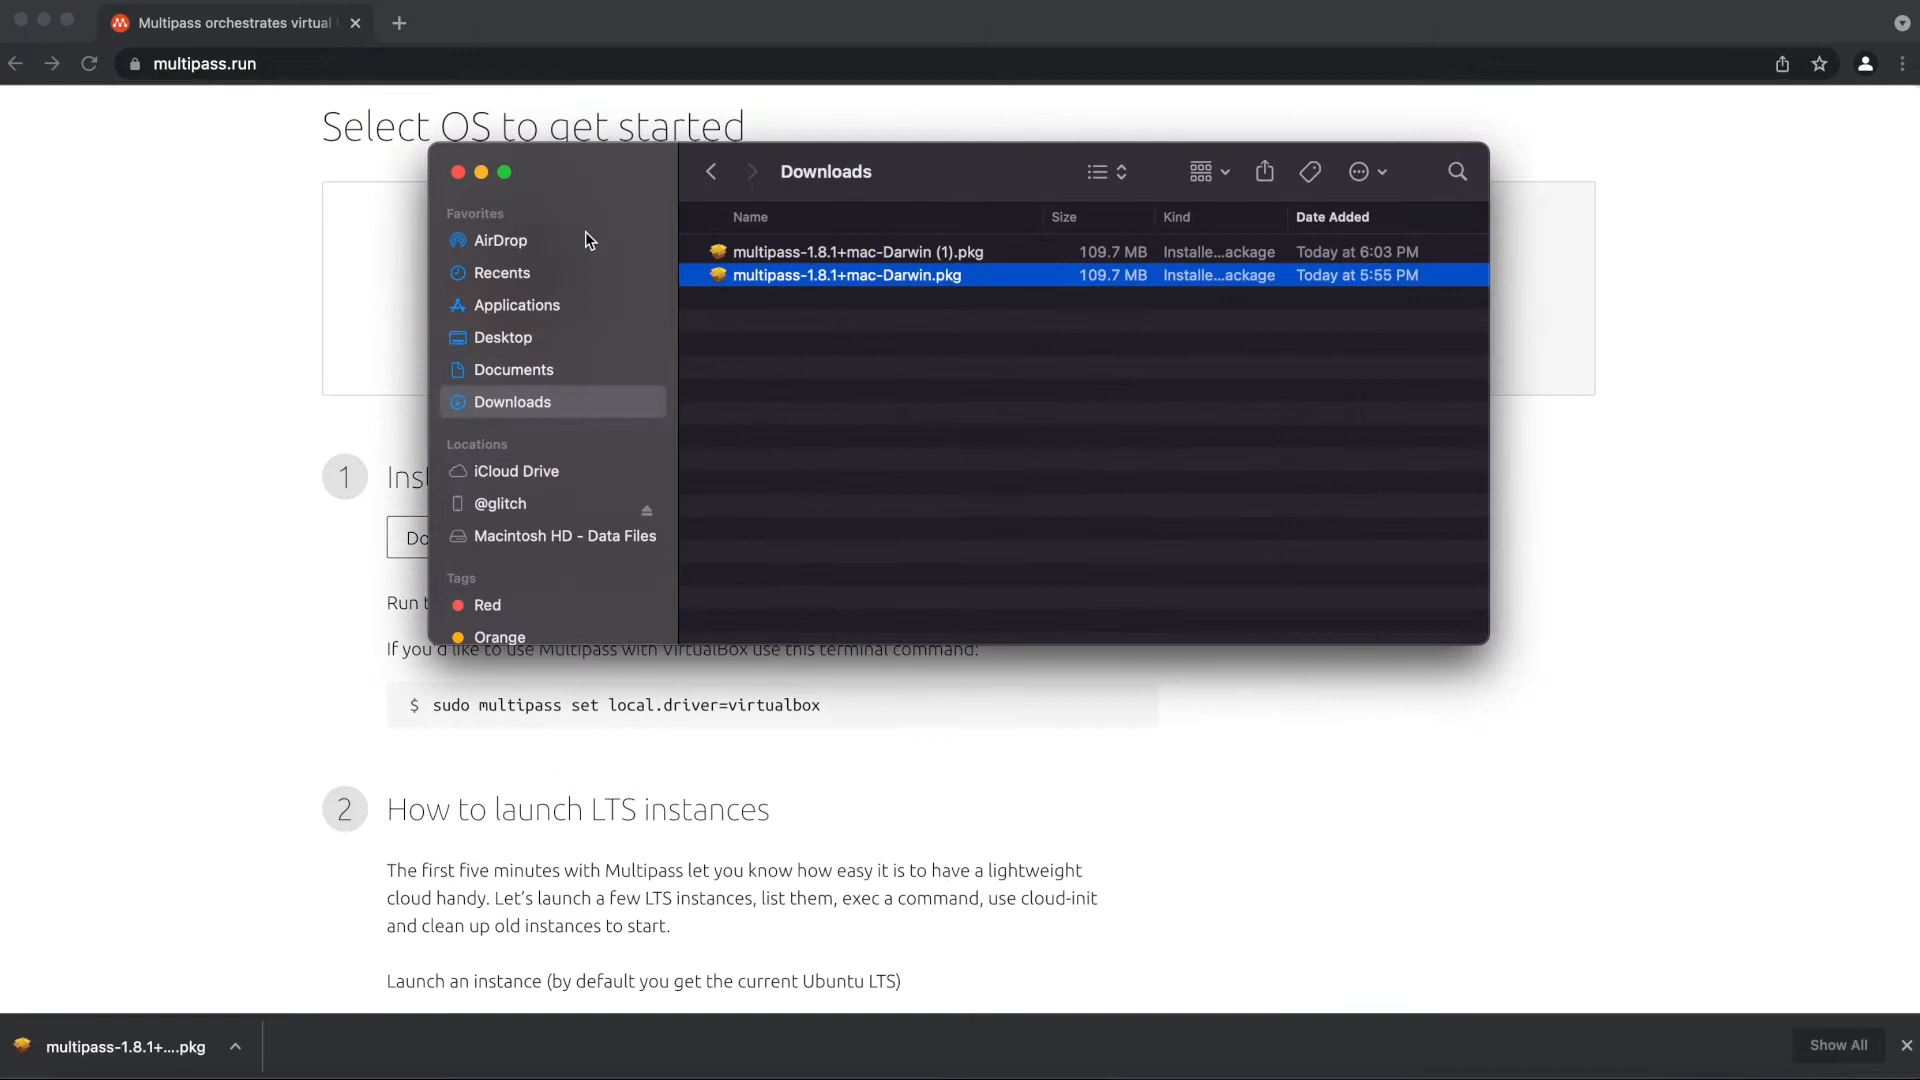 Multipass orchestrates virtual
multipass.run
Select OS to get started
Downloads
Favorites
AirDrop
Recents
Applications
Desktop
Documents
Downloads
Locations
iCloud Drive
@glitch
Macintosh HD - Data Files
Tags
Red
Orange
Name Size Kind Date Added
multipass-1.8.1+mac-Darwin (1).pkg 109.7 MB Installe...ackage Today at 6:03 PM
multipass-1.8.1+mac-Darwin.pkg 109.7 MB Installe...ackage Today at 5:55 PM
1 Inst
Do
Run t
If you'd like to use Multipass with VirtualBox use this terminal command:
$ sudo multipass set local.driver=virtualbox
2 How to launch LTS instances
The first five minutes with Multipass let you know how easy it is to have a lightweight
cloud handy. Let's launch a few LTS instances, list them, exec a command, use cloud-init
and clean up old instances to start.
Launch an instance (by default you get the current Ubuntu LTS)
multipass-1.8.1+....pkg
Show All